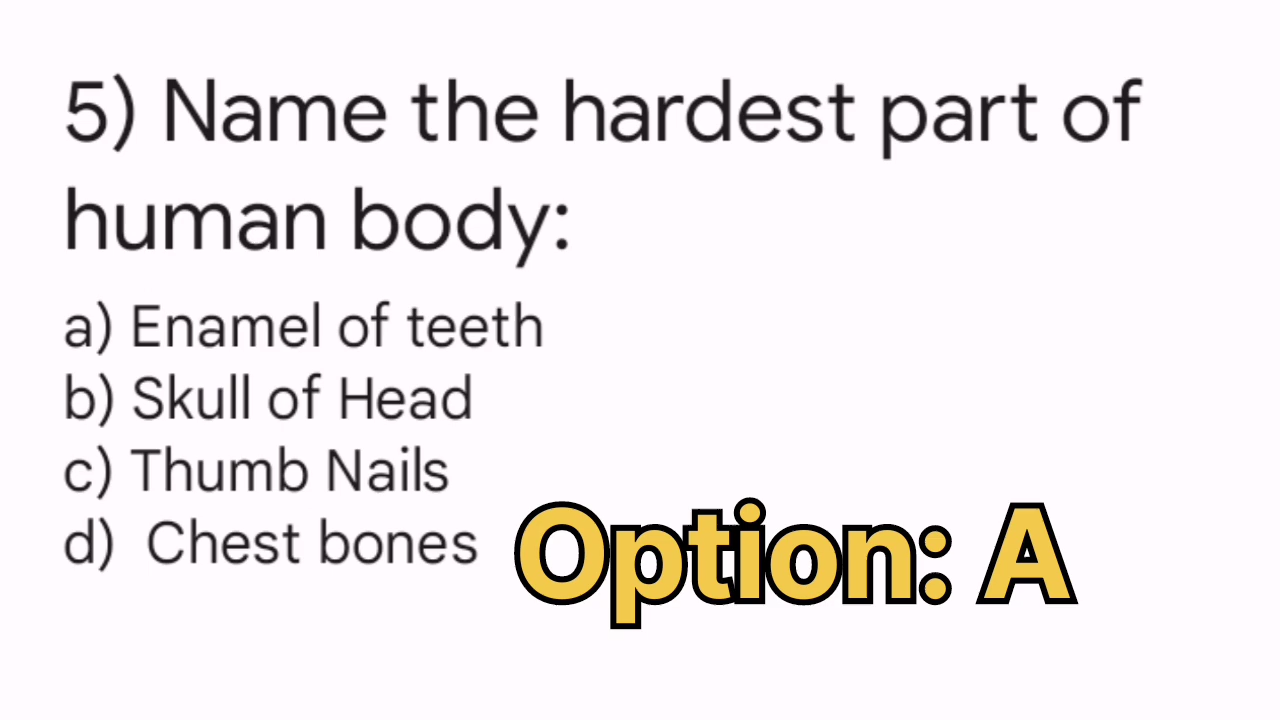 5) Name the hardest part of
human body:
a) Enamel of teeth
b) Skull of Head
c) Thumb Nails
d) Chest bones
Option: A